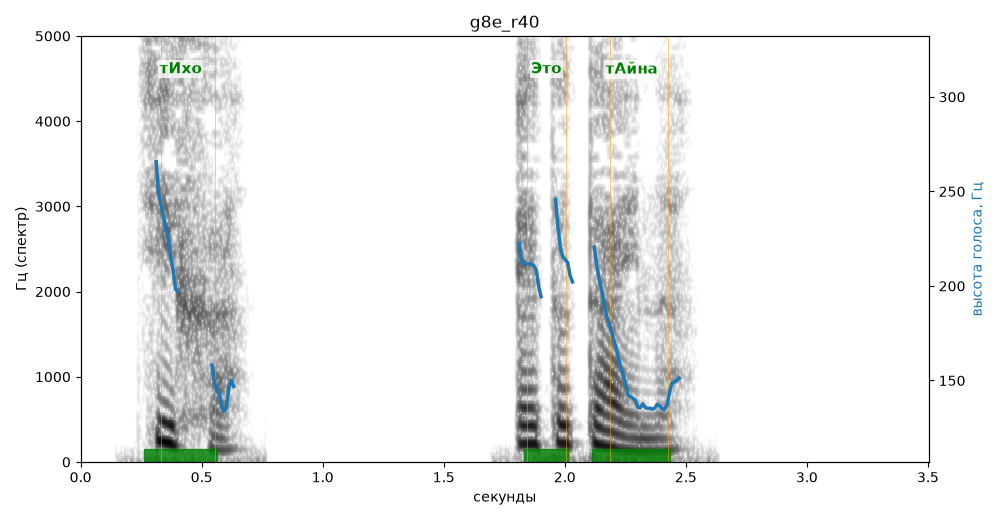 g8e_r40
тИхо Это тАйна
Гц (спектр)
5000
4000
3000
2000
1000
0
300
250
200
150
высота голоса, Гц
0.0 0.5 1.0 1.5 2.0 2.5 3.0 3.5
секунды